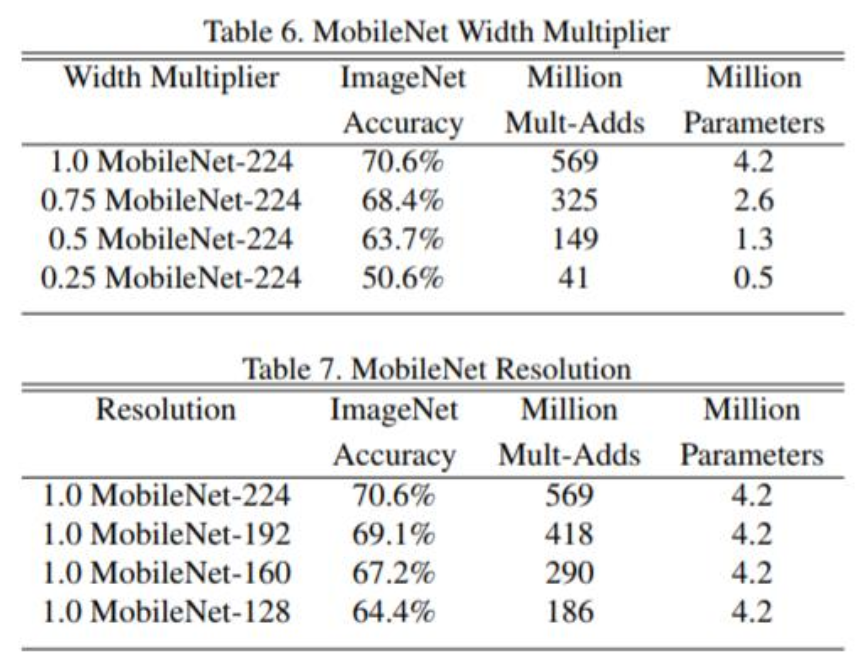 Table 6. MobileNet Width Multiplier
Width Multiplier ImageNet Million Million
Accuracy Mult-Adds Parameters
1.0 MobileNet-224 70.6% 569 4.2
0.75 MobileNet-224 68.4% 325 2.6
0.5 MobileNet-224 63.7% 149 1.3
0.25 MobileNet-224 50.6% 41 0.5
Table 7. MobileNet Resolution
Resolution ImageNet Million Million
Accuracy Mult-Adds Parameters
1.0 MobileNet-224 70.6% 569 4.2
1.0 MobileNet-192 69.1% 418 4.2
1.0 MobileNet-160 67.2% 290 4.2
1.0 MobileNet-128 64.4% 186 4.2